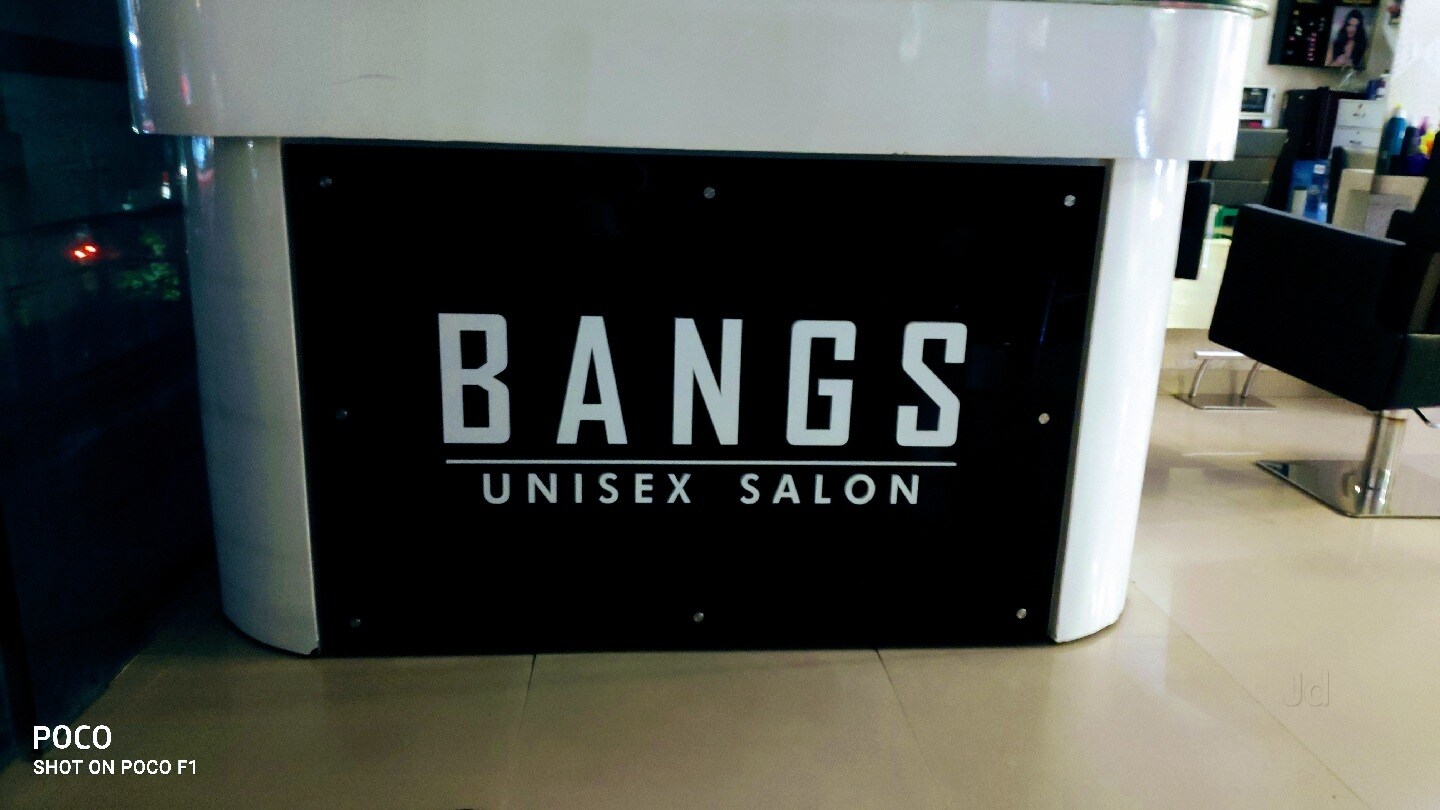 BANGS
UNISEX SALON
Jd
POCO
SHOT ON POCO F1